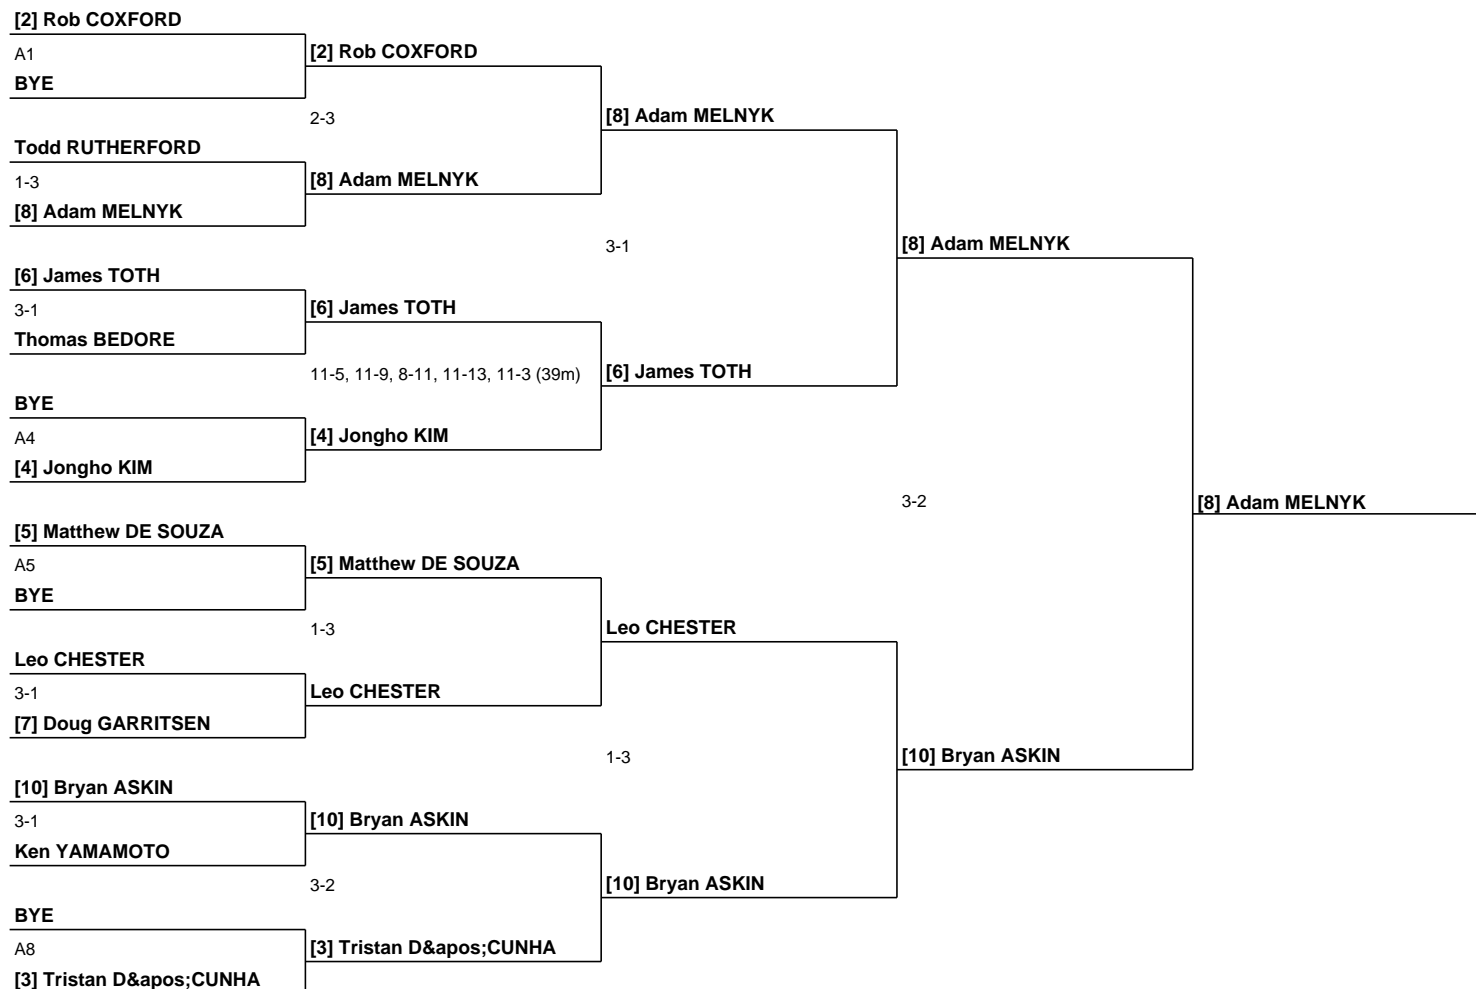 [2] Rob COXFORD
A1
BYE
[2] Rob COXFORD
2-3
Todd RUTHERFORD
1-3
[8] Adam MELNYK
[8] Adam MELNYK
[8] Adam MELNYK
3-1
[6] James TOTH
3-1
Thomas BEDORE
[6] James TOTH
11-5, 11-9, 8-11, 11-13, 11-3 (39m)
[6] James TOTH
BYE
A4
[4] Jongho KIM
[4] Jongho KIM
[8] Adam MELNYK
3-2
[8] Adam MELNYK
[5] Matthew DE SOUZA
A5
BYE
[5] Matthew DE SOUZA
1-3
Leo CHESTER
Leo CHESTER
3-1
[7] Doug GARRITSEN
Leo CHESTER
1-3
[10] Bryan ASKIN
[10] Bryan ASKIN
3-1
Ken YAMAMOTO
[10] Bryan ASKIN
3-2
[10] Bryan ASKIN
BYE
A8
[3] Tristan D&apos;CUNHA
[3] Tristan D&apos;CUNHA